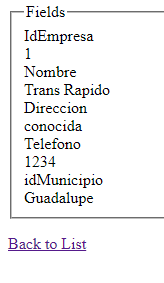 Fields
IdEmpresa
1
Nombre
Trans Rapido
Direccion
conocida
Telefono
1234
idMunicipio
Guadalupe
Back to List